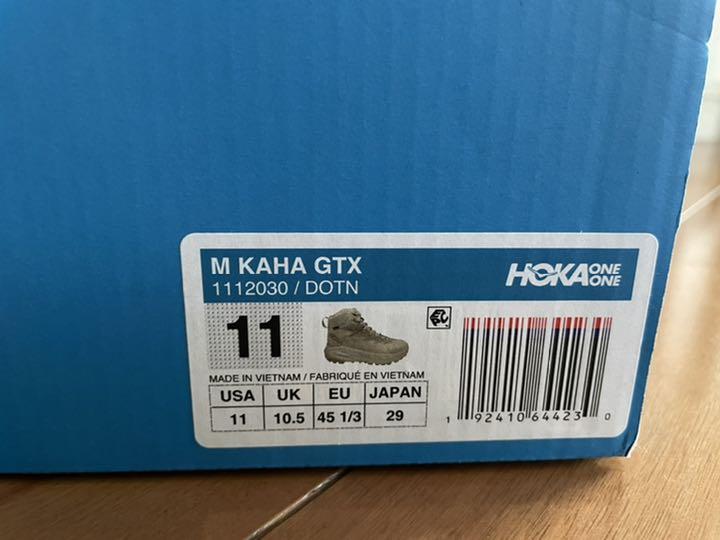 M KAHA GTX
1112030 / DOTN
HOKA ONE ONE
11
MADE IN VIETNAM / FABRIQUÉ EN VIETNAM
USA UK EU JAPAN
11 10.5 45 1/3 29
1 92410 64423 0